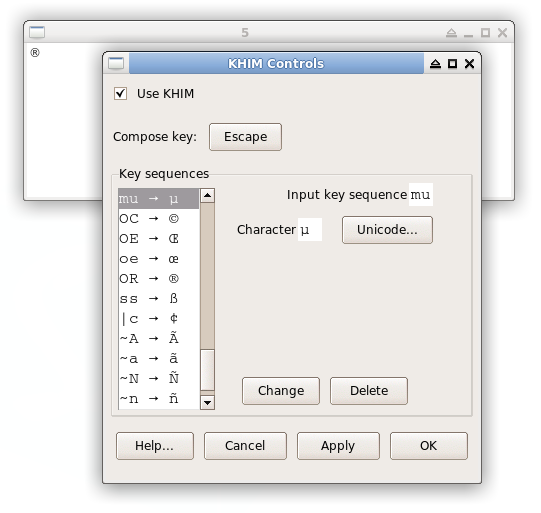 5
®
KHIM Controls
Use KHIM
Compose key: Escape
Key sequences
mu → µ
OC → ©
OE → Œ
oe → œ
OR → ®
ss → ß
|c → ¢
~A → Ã
~a → ã
~N → Ñ
~n → ñ
Input key sequence mu
Character µ Unicode...
Change Delete
Help... Cancel Apply OK